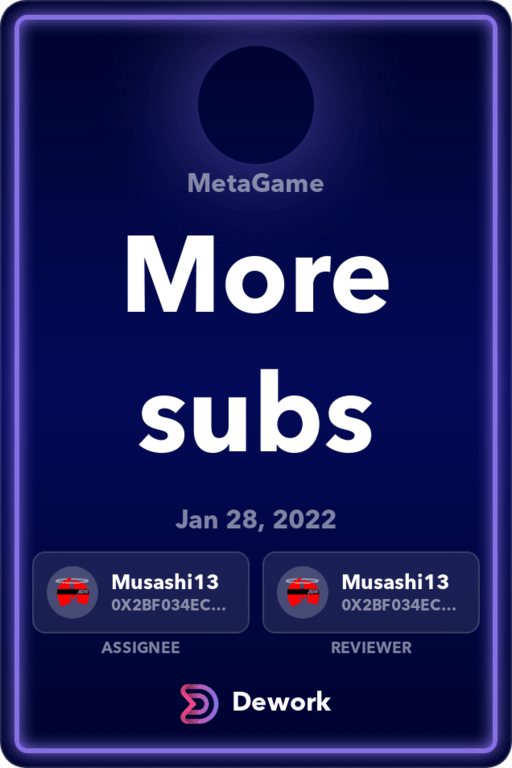 MetaGame
More
subs
Jan 28, 2022
Musashi13
0X2BF034EC...
ASSIGNEE
Musashi13
0X2BF034EC...
REVIEWER
Dework